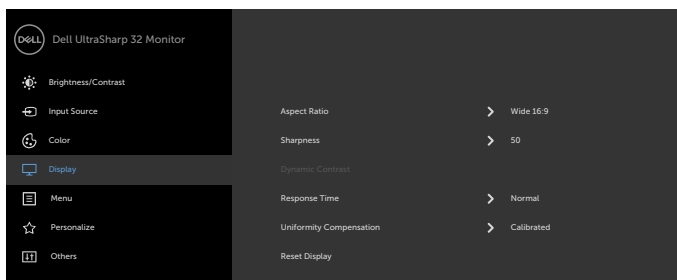 DELL Dell UltraSharp 32 Monitor
Brightness/Contrast
Input Source
Color
Display
Menu
Personalize
Others
Aspect Ratio Wide 16:9
Sharpness 50
Dynamic Contrast
Response Time Normal
Uniformity Compensation Calibrated
Reset Display